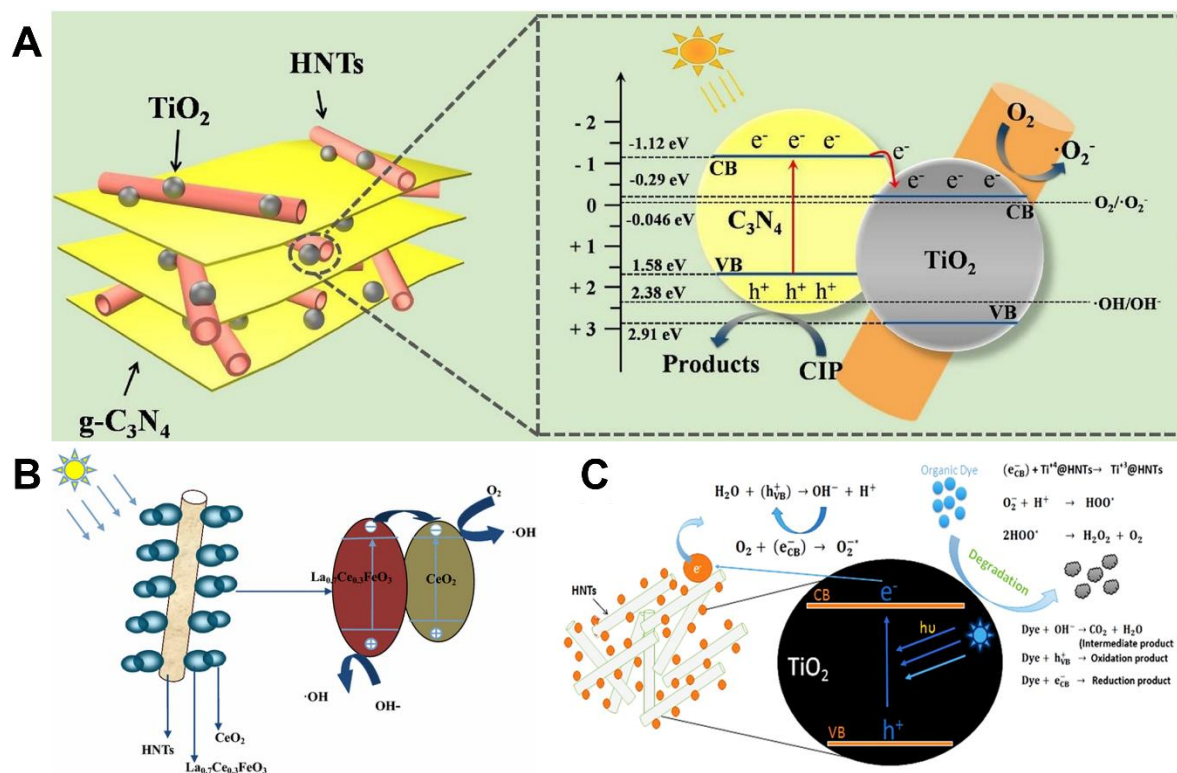 A
TiO₂
HNTs
g-C₃N₄
- 2
- 1
0
+ 1
+ 2
+ 3
-1.12 eV
-0.29 eV
-0.046 eV
1.58 eV
2.38 eV
2.91 eV
e⁻ e⁻ e⁻
CB
e⁻
C₃N₄
VB
h⁺ h⁺ h⁺
Products
CIP
O₂
·O₂⁻
e⁻ e⁻ e⁻
CB
O₂/·O₂⁻
TiO₂
·OH/OH⁻
VB
B
HNTs
La₀.₇Ce₀.₃FeO₃
CeO₂
O₂
·OH
La₀.₇Ce₀.₃FeO₃
CeO₂
·OH
OH-
C
H₂O + (h⁺VB) → OH⁻ + H⁺
O₂ + (e⁻CB) → O₂⁻*
e⁻
HNTs
CB
e⁻
hυ
TiO₂
VB
h⁺
Organic Dye
Degradation
(e⁻CB) + Ti⁺⁴@HNTs→ Ti⁺³@HNTs
O₂⁻ + H⁺ → HOO˙
2HOO˙ → H₂O₂ + O₂
Dye + OH⁻ → CO₂ + H₂O
(Intermediate product
Dye + h⁺VB → Oxidation product
Dye + e⁻CB → Reduction product